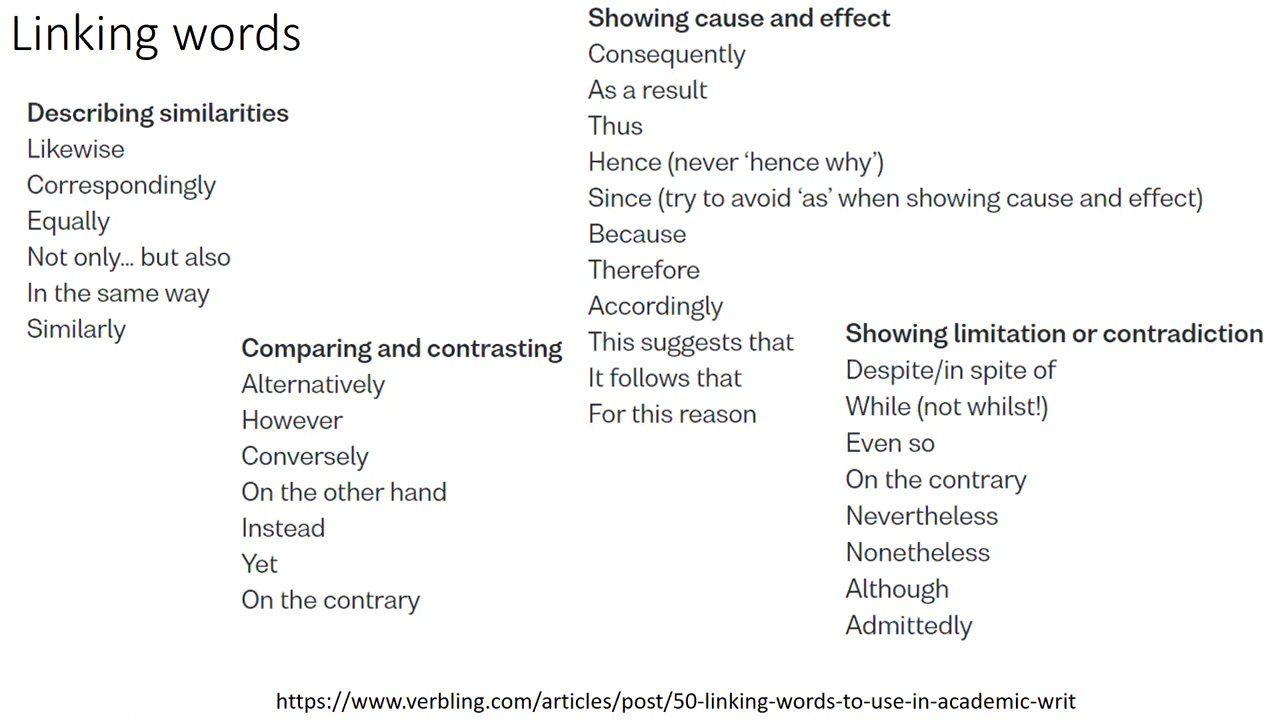 Linking words
Describing similarities
Likewise
Correspondingly
Equally
Not only... but also
In the same way
Similarly
Comparing and contrasting
Alternatively
However
Conversely
On the other hand
Instead
Yet
On the contrary
Showing cause and effect
Consequently
As a result
Thus
Hence (never ‘hence why’)
Since (try to avoid ‘as’ when showing cause and effect)
Because
Therefore
Accordingly
This suggests that
It follows that
For this reason
Showing limitation or contradiction
Despite/in spite of
While (not whilst!)
Even so
On the contrary
Nevertheless
Nonetheless
Although
Admittedly
https://www.verbling.com/articles/post/50-linking-words-to-use-in-academic-writ